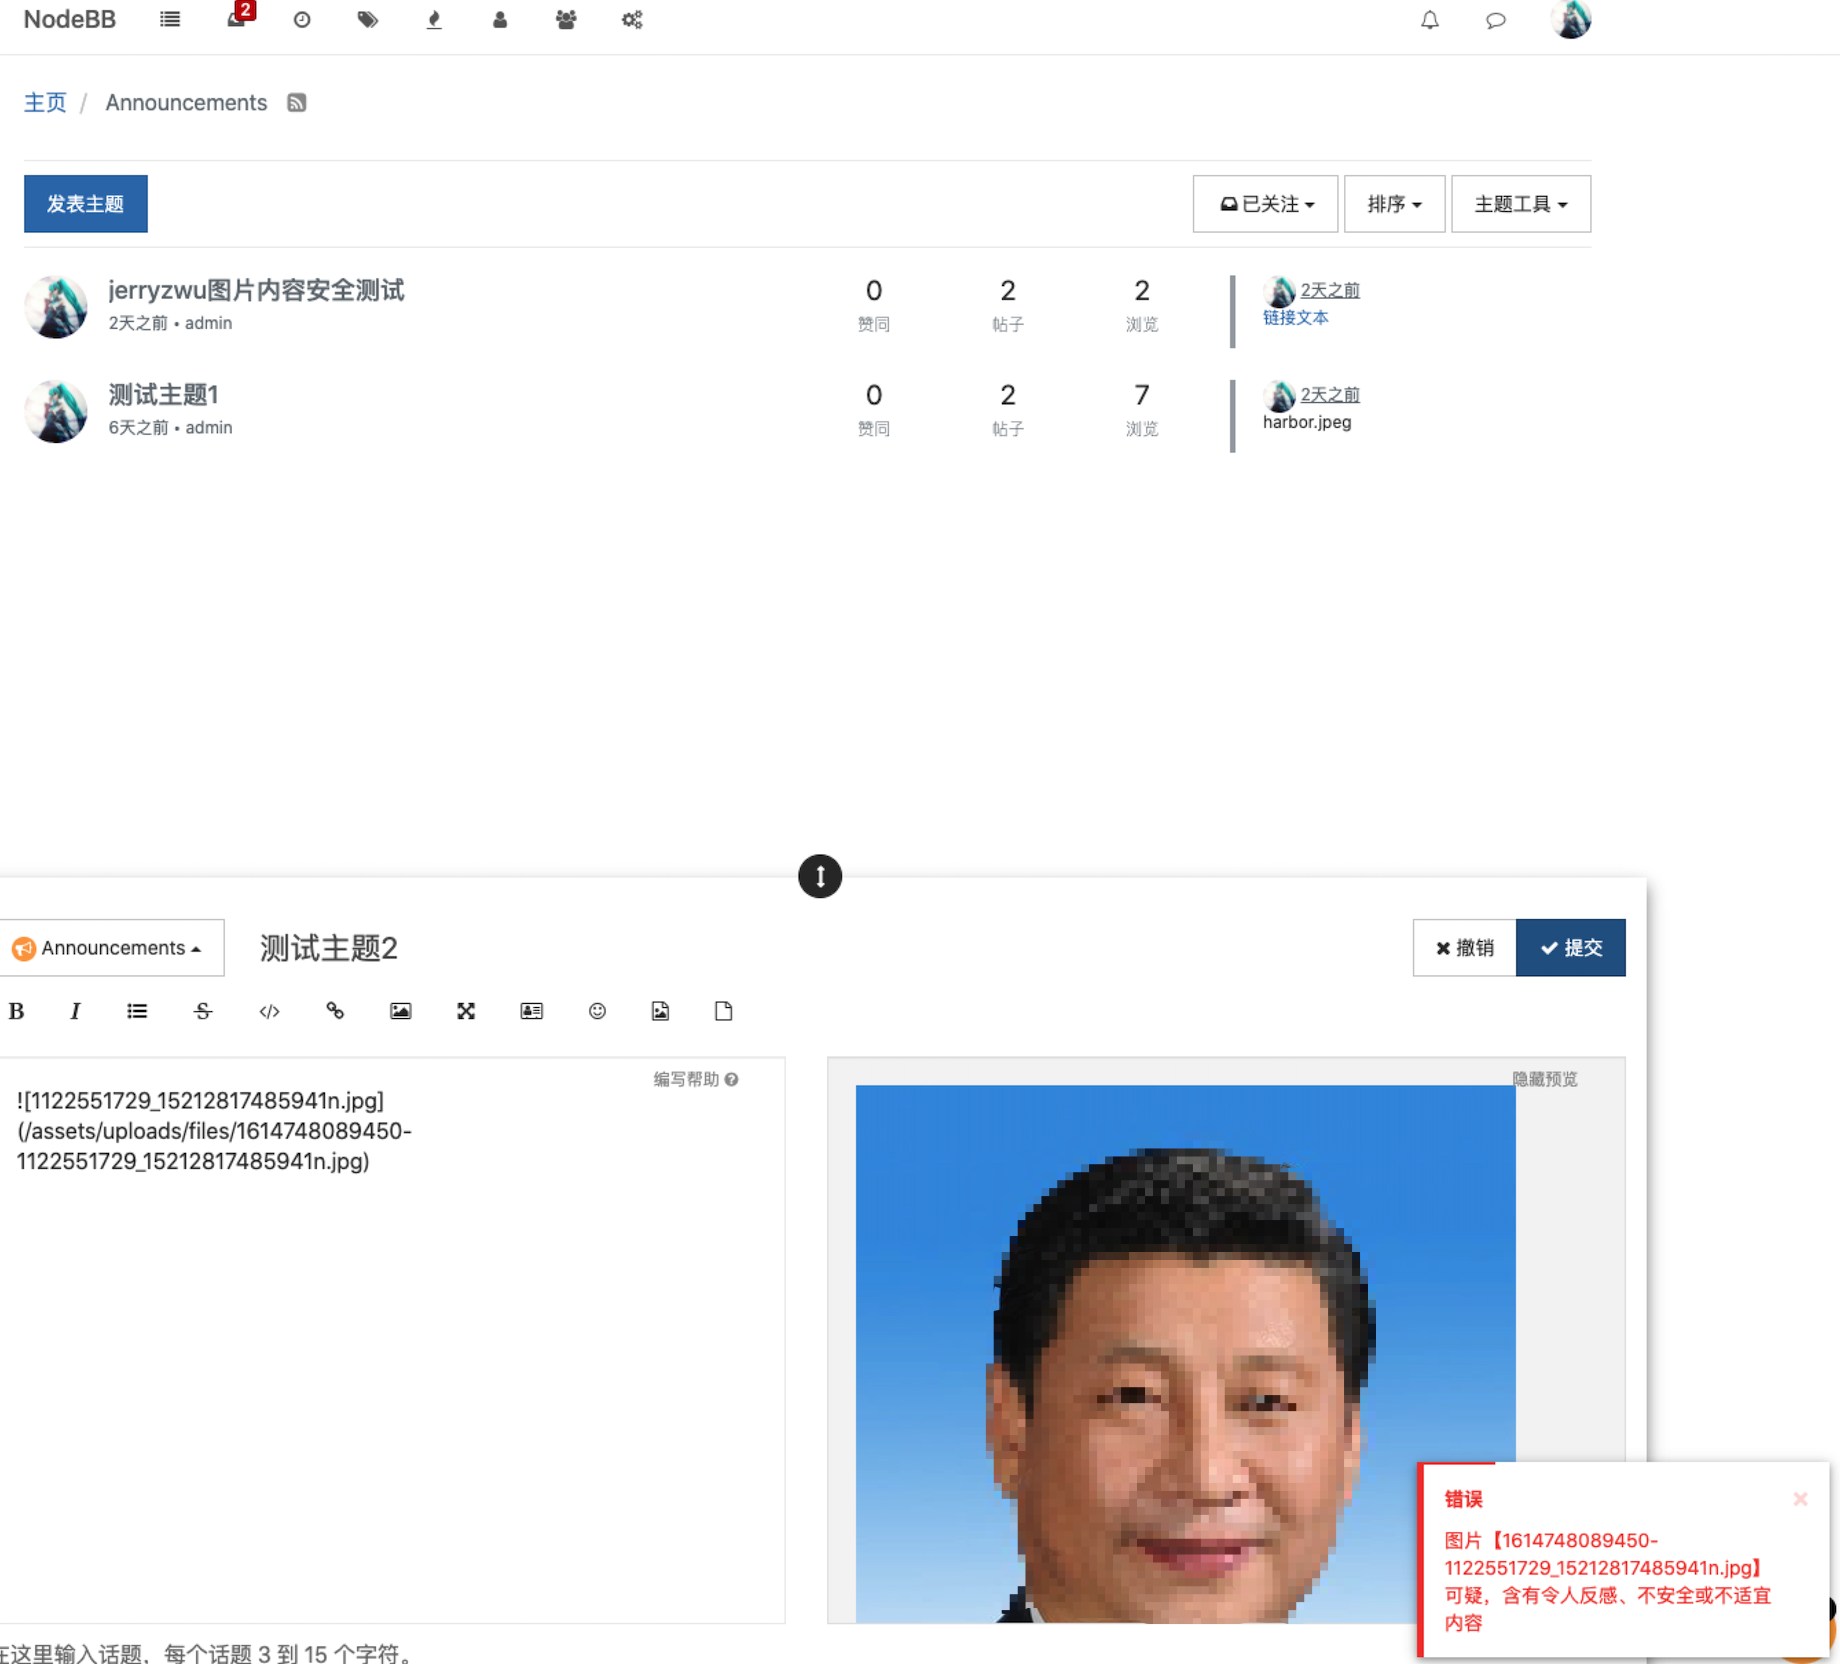 NodeBB
2
主页 / Announcements
发表主题
已关注
排序
主题工具
jerryzwu图片内容安全测试
2天之前 • admin
0
赞同
2
帖子
2
浏览
2天之前
链接文本
测试主题1
6天之前 • admin
0
赞同
2
帖子
7
浏览
2天之前
harbor.jpeg
Announcements
测试主题2
撤销
提交
B I S </>
编写帮助
![1122551729_15212817485941n.jpg]
(/assets/uploads/files/1614748089450-
1122551729_15212817485941n.jpg)
隐藏预览
错误
图片【1614748089450-
1122551729_15212817485941n.jpg】
可疑，含有令人反感、不安全或不适宜
内容
在这里输入话题，每个话题 3 到 15 个字符。